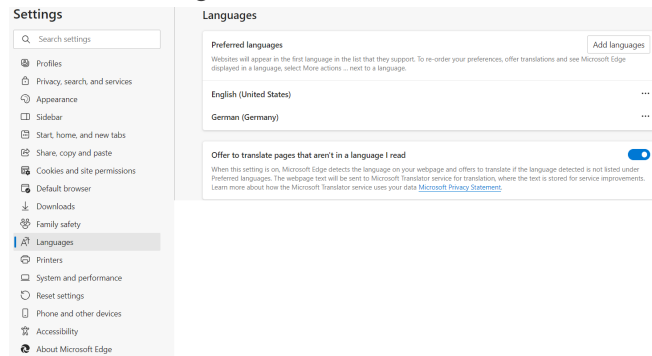 Settings
Search settings
Profiles
Privacy, search, and services
Appearance
Sidebar
Start, home, and new tabs
Share, copy and paste
Cookies and site permissions
Default browser
Downloads
Family safety
Languages
Printers
System and performance
Reset settings
Phone and other devices
Accessibility
About Microsoft Edge
Languages
Preferred languages
Add languages
Websites will appear in the first language in the list that they support. To re-order your preferences, offer translations and see Microsoft Edge
displayed in a language, select More actions ... next to a language.
English (United States)
German (Germany)
Offer to translate pages that aren't in a language I read
When this setting is on, Microsoft Edge detects the language on your webpage and offers to translate if the language detected is not listed under
Preferred languages. The webpage text will be sent to Microsoft Translator service for translation, where the text is stored for service improvements.
Learn more about how the Microsoft Translator service uses your data Microsoft Privacy Statement.